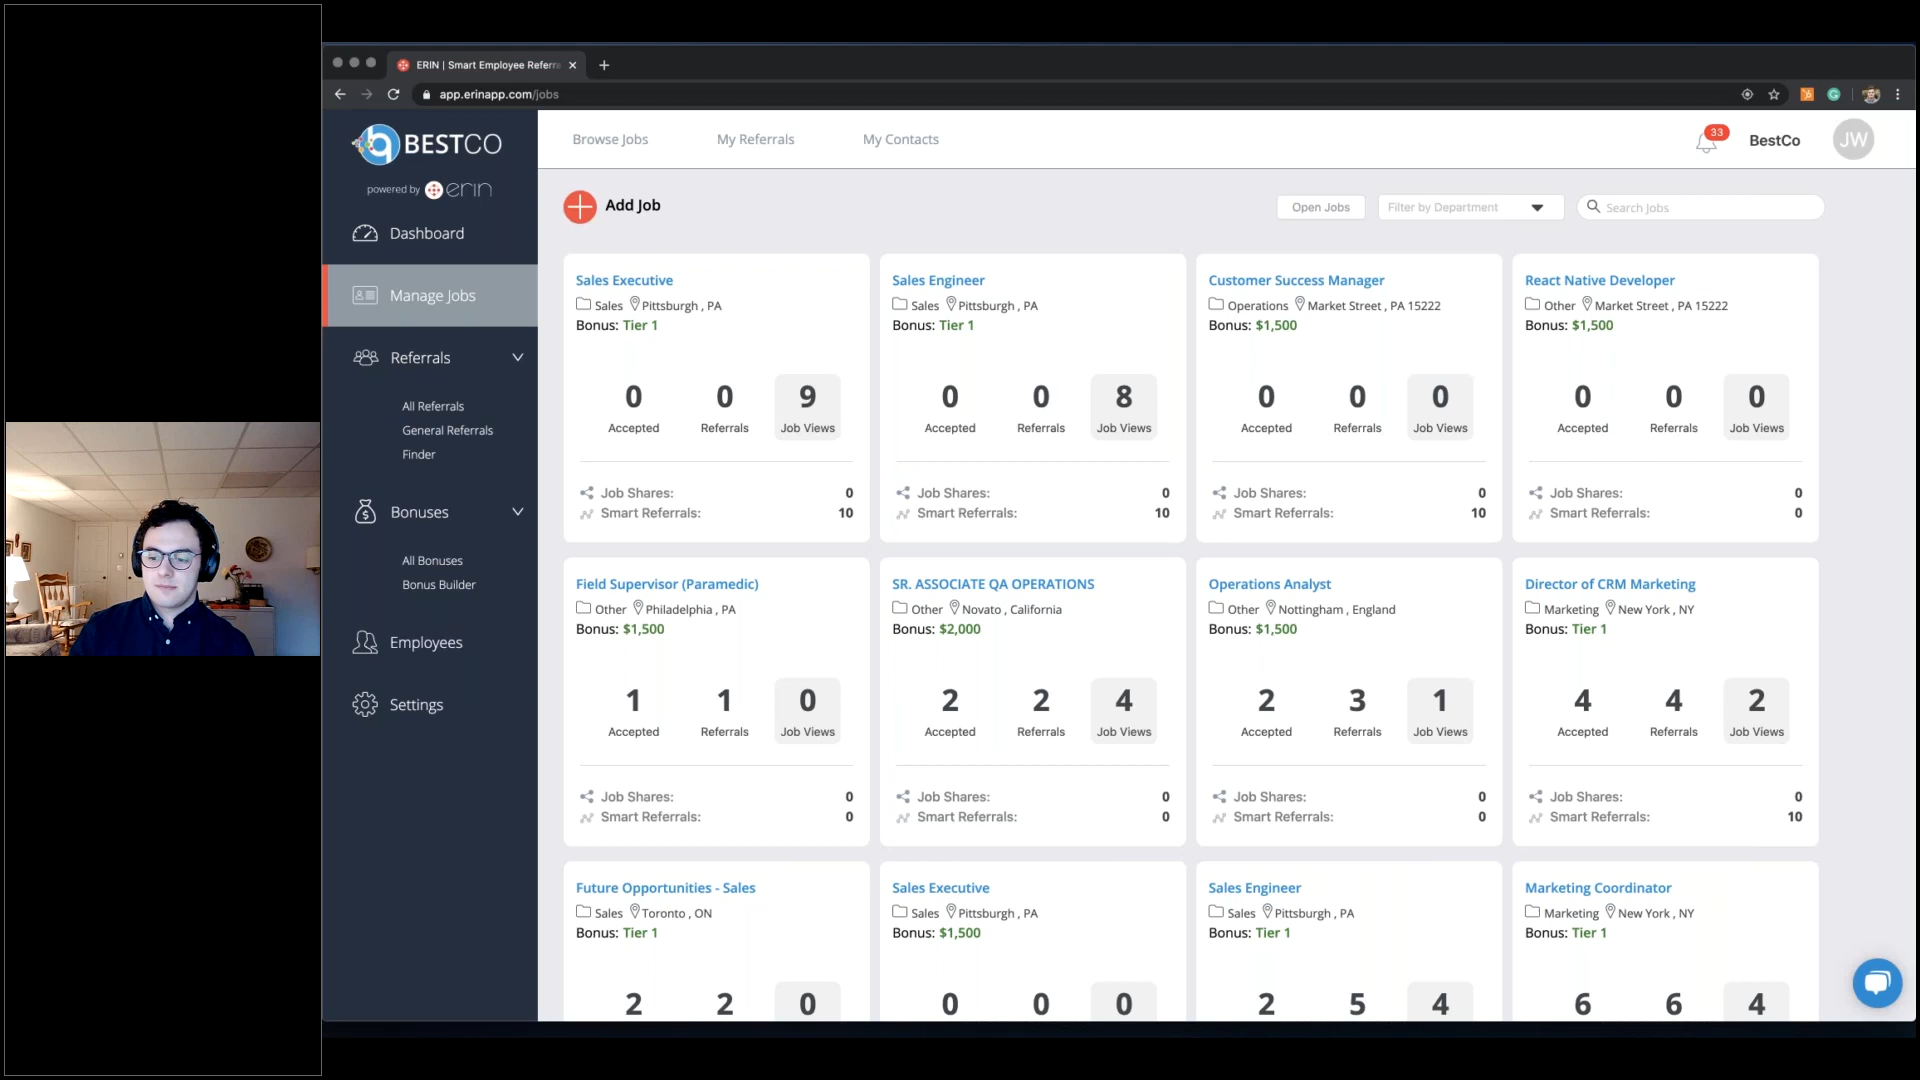 ERIN | Smart Employee Referra
app.erinapp.com/jobs
BESTCO
powered by erin
Dashboard
Manage Jobs
Referrals
All Referrals
General Referrals
Finder
Bonuses
All Bonuses
Bonus Builder
Employees
Settings
Browse Jobs My Referrals My Contacts
33 BestCo JW
Add Job
Open Jobs Filter by Department Search Jobs
Sales Executive
Sales Pittsburgh , PA
Bonus: Tier 1
0 0 9
Accepted Referrals Job Views
Job Shares: 0
Smart Referrals: 10
Sales Engineer
Sales Pittsburgh , PA
Bonus: Tier 1
0 0 8
Accepted Referrals Job Views
Job Shares: 0
Smart Referrals: 10
Customer Success Manager
Operations Market Street , PA 15222
Bonus: $1,500
0 0 0
Accepted Referrals Job Views
Job Shares: 0
Smart Referrals: 10
React Native Developer
Other Market Street , PA 15222
Bonus: $1,500
0 0 0
Accepted Referrals Job Views
Job Shares: 0
Smart Referrals: 0
Field Supervisor (Paramedic)
Other Philadelphia , PA
Bonus: $1,500
1 1 0
Accepted Referrals Job Views
Job Shares: 0
Smart Referrals: 0
SR. ASSOCIATE QA OPERATIONS
Other Novato , California
Bonus: $2,000
2 2 4
Accepted Referrals Job Views
Job Shares: 0
Smart Referrals: 0
Operations Analyst
Other Nottingham , England
Bonus: $1,500
2 3 1
Accepted Referrals Job Views
Job Shares: 0
Smart Referrals: 0
Director of CRM Marketing
Marketing New York , NY
Bonus: Tier 1
4 4 2
Accepted Referrals Job Views
Job Shares: 0
Smart Referrals: 10
Future Opportunities - Sales
Sales Toronto , ON
Bonus: Tier 1
2 2 0
Sales Executive
Sales Pittsburgh , PA
Bonus: $1,500
0 0 0
Sales Engineer
Sales Pittsburgh , PA
Bonus: Tier 1
2 5 4
Marketing Coordinator
Marketing New York , NY
Bonus: Tier 1
6 6 4